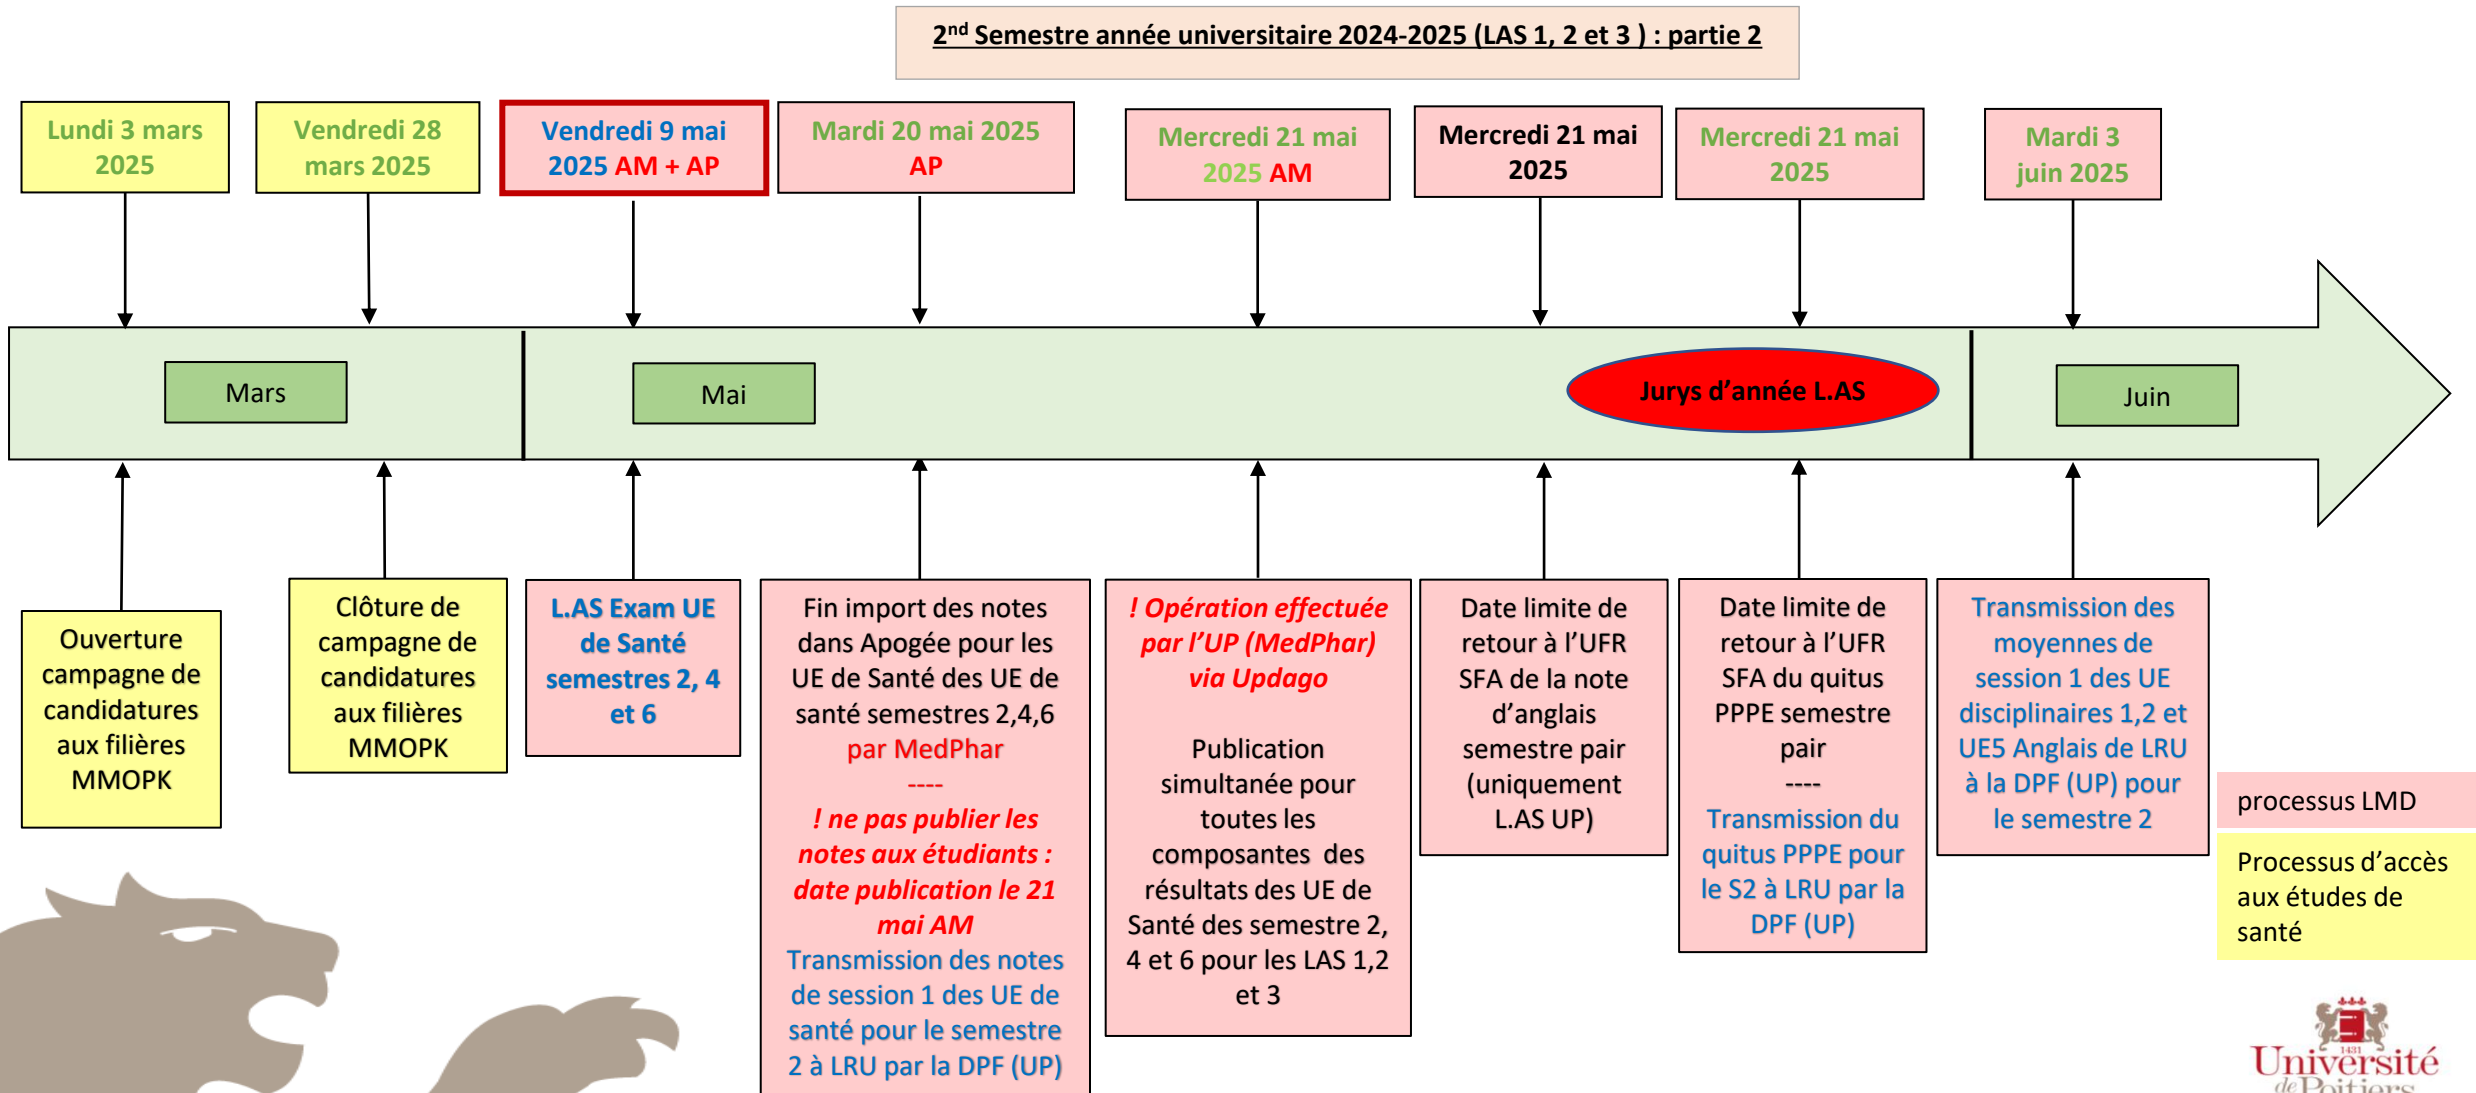 2nd Semestre année universitaire 2024-2025 (LAS 1, 2 et 3 ) : partie 2
Lundi 3 mars
2025
Vendredi 28
mars 2025
Vendredi 9 mai
2025 AM + AP
Mardi 20 mai 2025
AP
Mercredi 21 mai
2025 AM
Mercredi 21 mai
2025
Mercredi 21 mai
2025
Mardi 3
juin 2025
Mars
Mai
Jurys d’année L.AS
Juin
Ouverture
campagne de
candidatures
aux filières
MMOPK
Clôture de
campagne de
candidatures
aux filières
MMOPK
L.AS Exam UE
de Santé
semestres 2, 4
et 6
Fin import des notes
dans Apogée pour les
UE de Santé des UE de
santé semestres 2,4,6
par MedPhar
----
! ne pas publier les
notes aux étudiants :
date publication le 21
mai AM
Transmission des notes
de session 1 des UE de
santé pour le semestre
2 à LRU par la DPF (UP)
! Opération effectuée
par l’UP (MedPhar)
via Updago
Publication
simultanée pour
toutes les
composantes des
résultats des UE de
Santé des semestre 2,
4 et 6 pour les LAS 1,2
et 3
Date limite de
retour à l’UFR
SFA de la note
d’anglais
semestre pair
(uniquement
L.AS UP)
Date limite de
retour à l’UFR
SFA du quitus
PPPE semestre
pair
----
Transmission du
quitus PPPE pour
le S2 à LRU par la
DPF (UP)
Transmission des
moyennes de
session 1 des UE
disciplinaires 1,2 et
UE5 Anglais de LRU
à la DPF (UP) pour
le semestre 2
processus LMD
Processus d’accès
aux études de
santé
1431
Université
de Poitiers